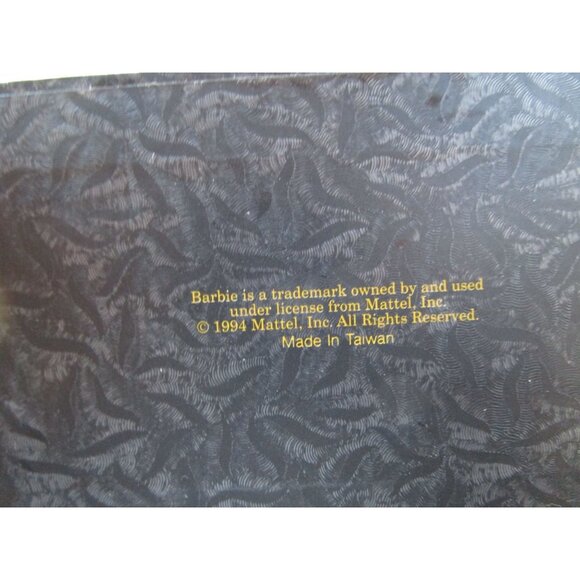 Barbie is a trademark owned by and used
under license from Mattel, Inc.
© 1994 Mattel, Inc. All Rights Reserved.
Made In Taiwan